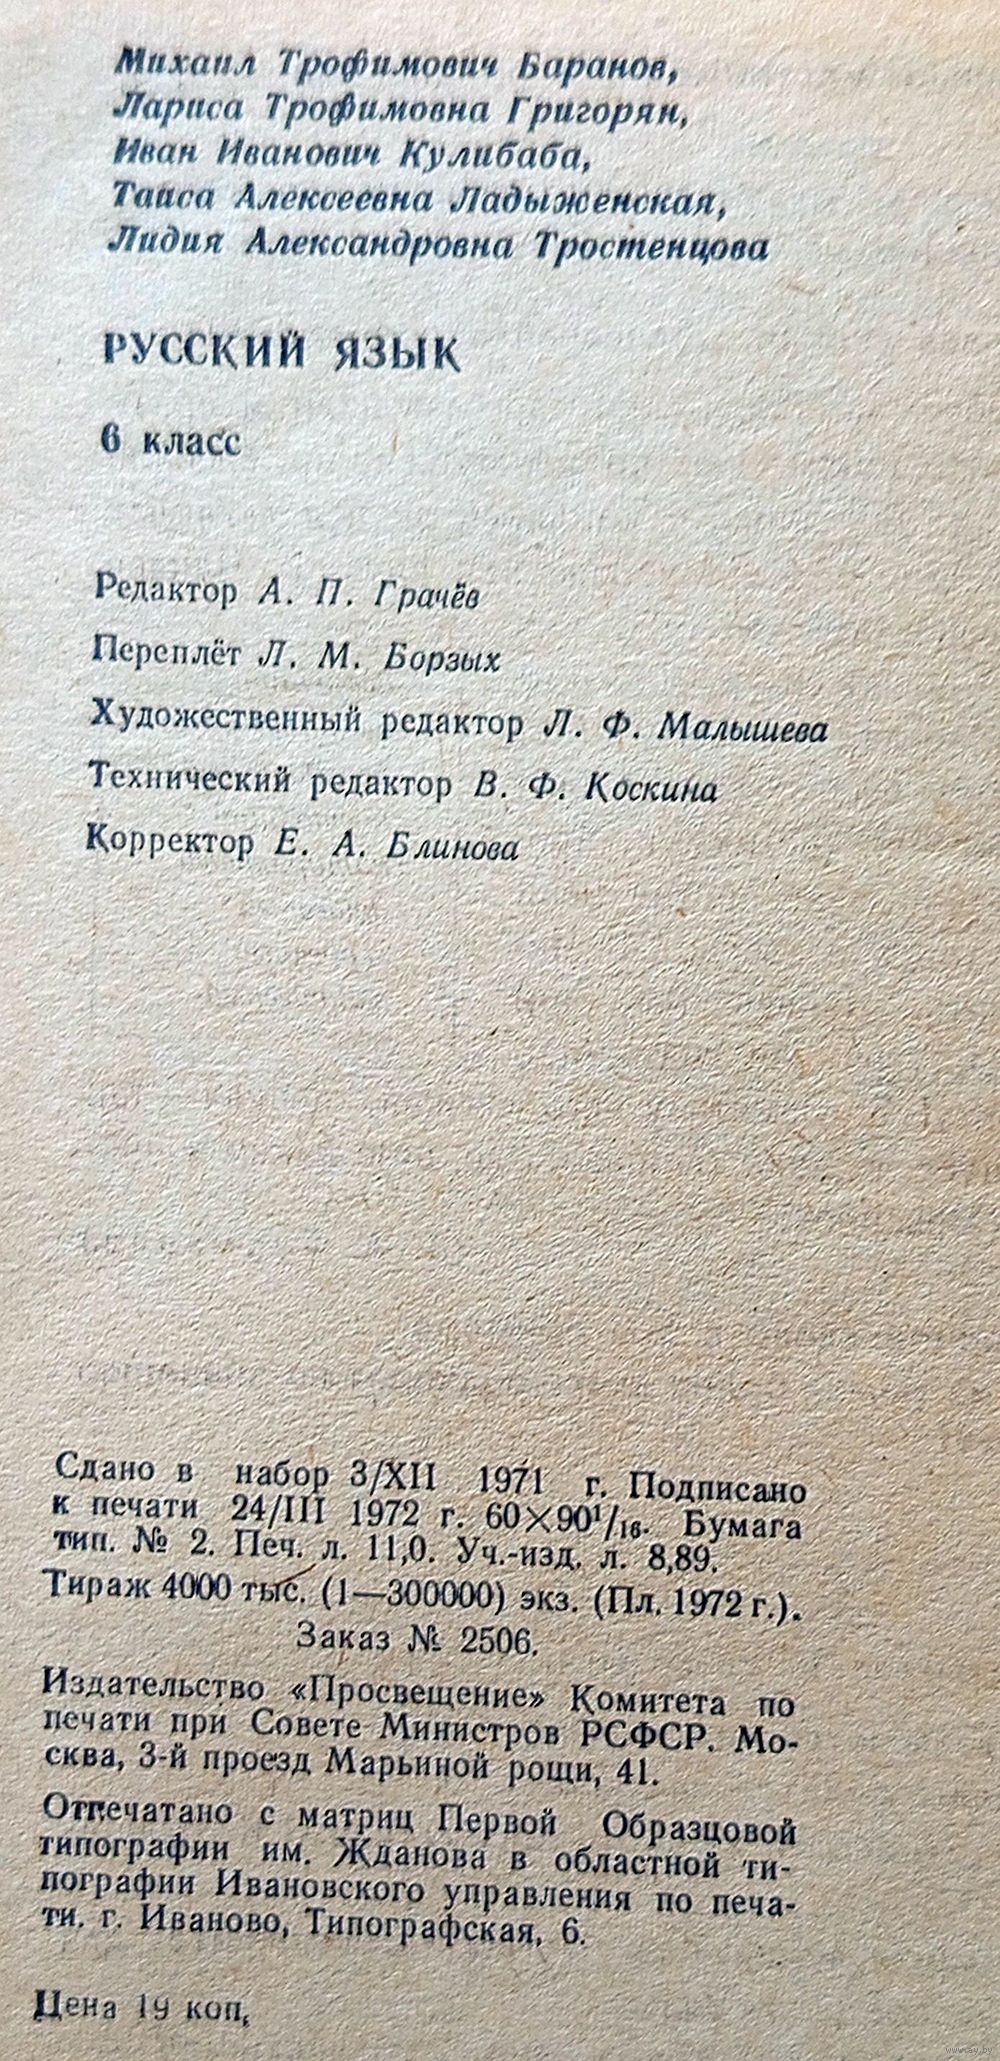 Михаил Трофимович Баранов,
Лариса Трофимовна Григорян,
Иван Иванович Кулибаба,
Таиса Алексеевна Ладыженская,
Лидия Александровна Тростенцова
РУССКИЙ ЯЗЫК
6 класс
Редактор А. П. Грачёв
Переплёт Л. М. Борзых
Художественный редактор Л. Ф. Малышева
Технический редактор В. Ф. Коскина
Корректор Е. А. Блинова
Сдано в набор 3/XII 1971 г. Подписано
к печати 24/III 1972 г. 60×90¹/₁₆. Бумага
тип. № 2. Печ. л. 11,0. Уч.-изд. л. 8,89.
Тираж 4000 тыс. (1—300000) экз. (Пл. 1972 г.).
Заказ № 2506.
Издательство «Просвещение» Комитета по
печати при Совете Министров РСФСР. Мо-
сква, 3-й проезд Марьиной рощи, 41.
Отпечатано с матриц Первой Образцовой
типографии им. Жданова в областной ти-
пографии Ивановского управления по печа-
ти. г. Иваново, Типографская, 6.
Цена 19 коп.
www.ay.by